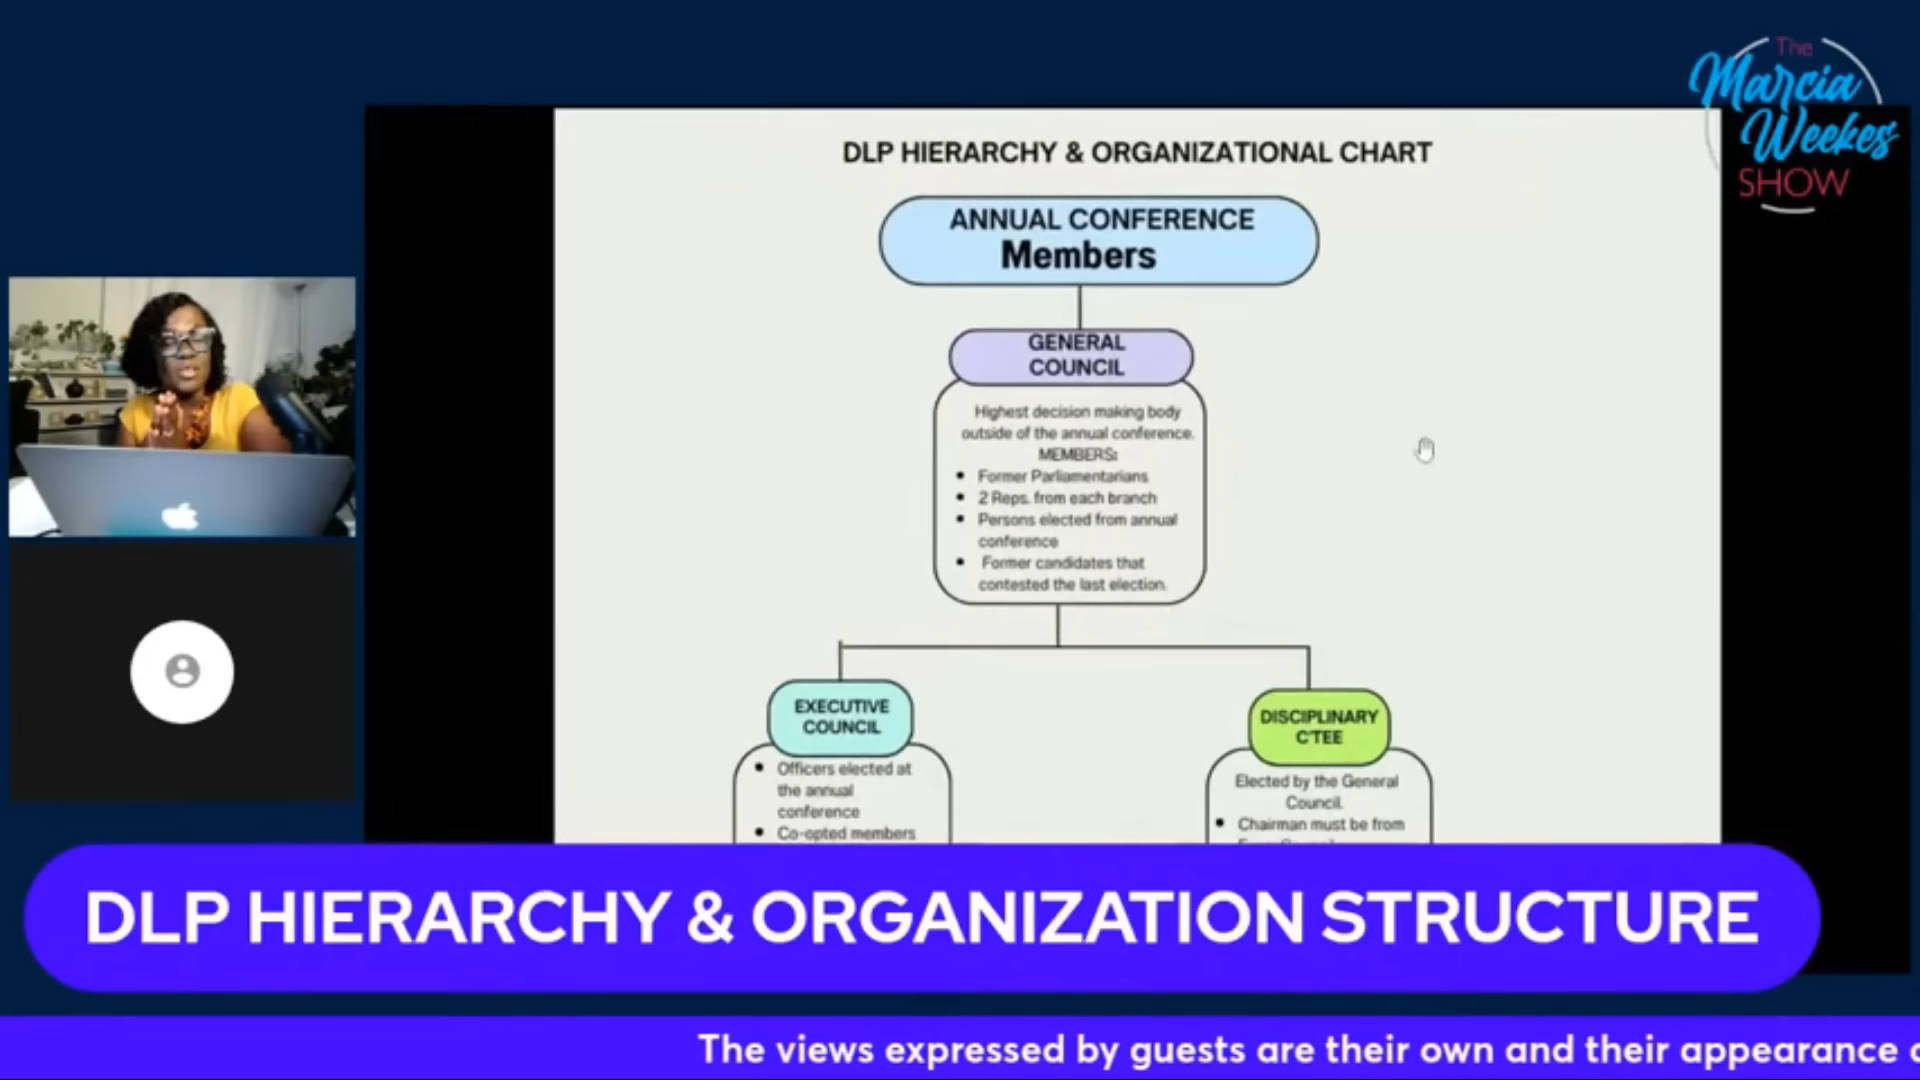 The
Marcia
Weekes
SHOW
DLP HIERARCHY & ORGANIZATIONAL CHART
ANNUAL CONFERENCE
Members
GENERAL
COUNCIL
Highest decision making body
outside of the annual conference.
MEMBERS:
• Former Parliamentarians
• 2 Reps. from each branch
• Persons elected from annual
conference
• Former candidates that
contested the last election.
EXECUTIVE
COUNCIL
• Officers elected at
the annual
conference
• Co-opted members
DISCIPLINARY
C'TEE
Elected by the General
Council.
• Chairman must be from
DLP HIERARCHY & ORGANIZATION STRUCTURE
The views expressed by guests are their own and their appearance